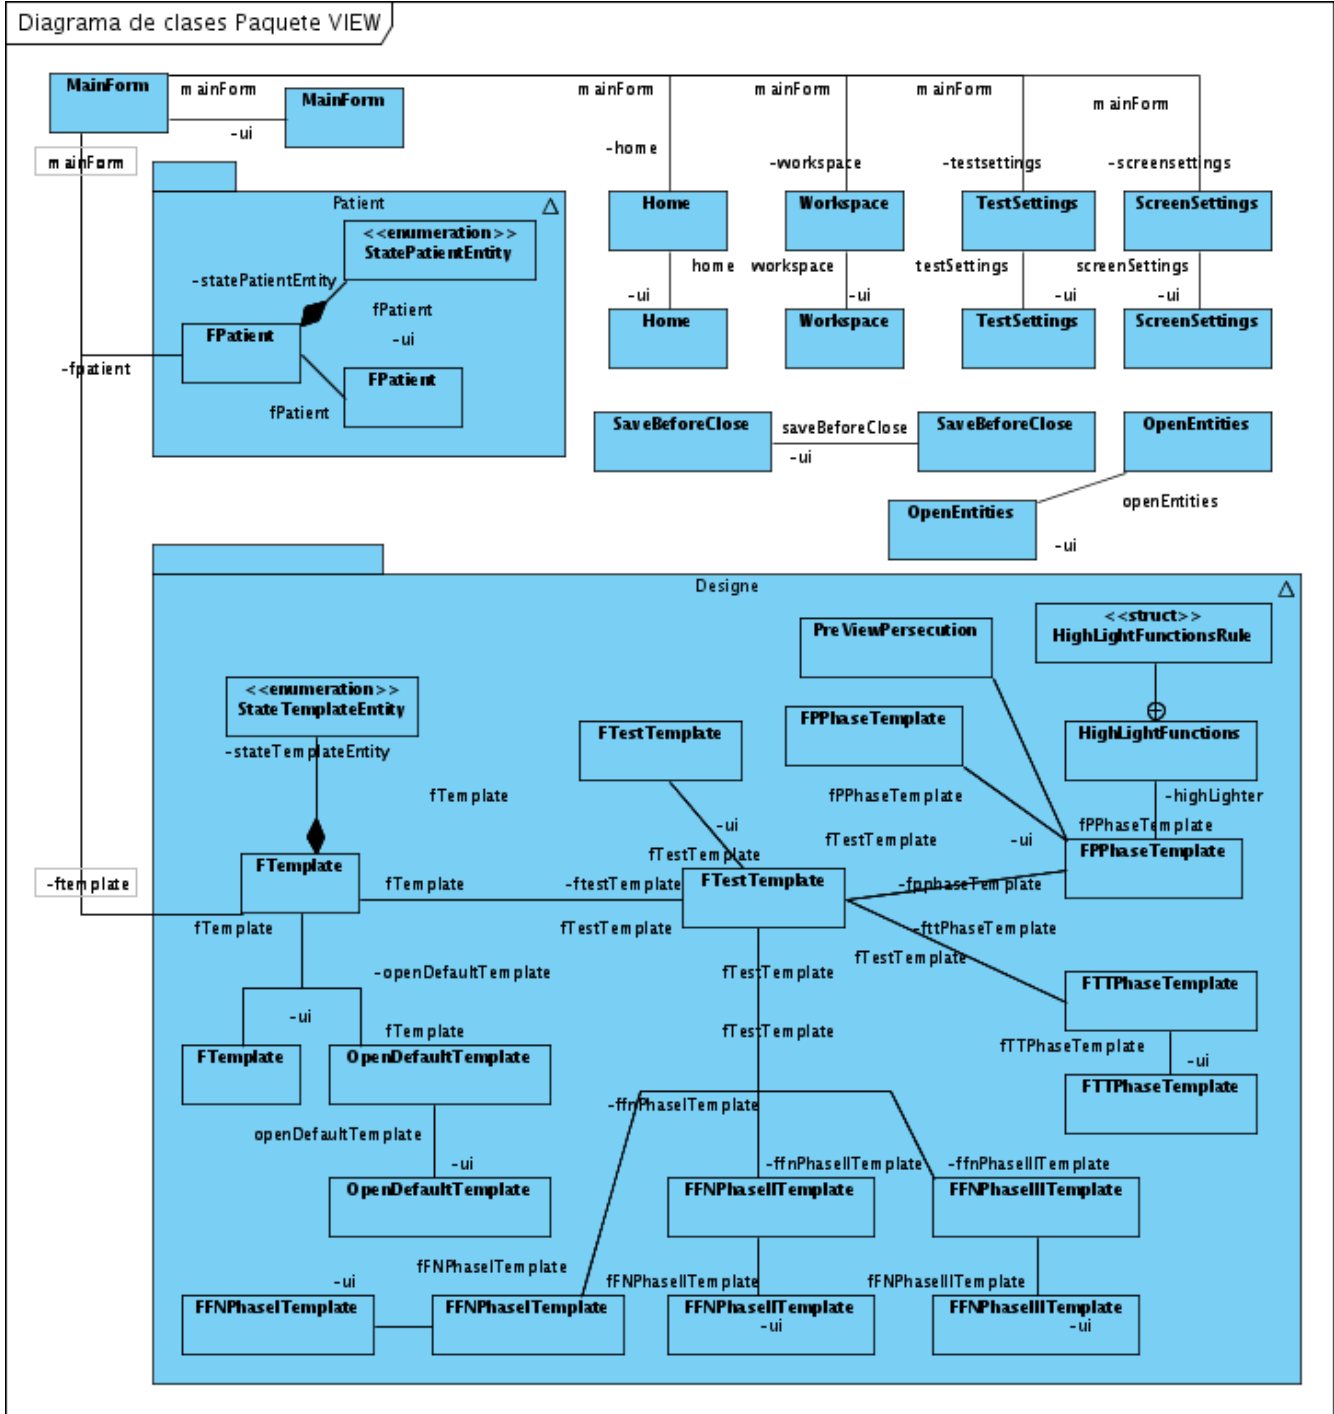 Diagrama de clases Paquete VIEW
MainForm
mainForm
MainForm
-ui
mainForm
mainForm
mainForm
mainForm
mainForm
-home
-workspace
-testsettings
-screensettings
Home
Workspace
TestSettings
ScreenSettings
home
workspace
testSettings
screenSettings
-ui
-ui
-ui
-ui
Home
Workspace
TestSettings
ScreenSettings
Patient
<<enumeration>>
StatePatientEntity
-statePatientEntity
fPatient
-ui
FPatient
-fpatient
FPatient
fPatient
SaveBeforeClose
saveBeforeClose
-ui
SaveBeforeClose
OpenEntities
openEntities
OpenEntities
-ui
Designe
<<struct>>
HighLightFunctionsRule
PreViewPersecution
<<enumeration>>
StateTemplateEntity
-stateTemplateEntity
FTestTemplate
FPPhaseTemplate
HighLightFunctions
-highLighter
fTemplate
fPPhaseTemplate
fPPhaseTemplate
-ui
fTestTemplate
-ui
fTestTemplate
FPPhaseTemplate
FTemplate
-ftemplate
fTemplate
-ftestTemplate
FTestTemplate
-fpphaseTemplate
fTemplate
fTestTemplate
-fttPhaseTemplate
fTestTemplate
-openDefaultTemplate
fTestTemplate
FTTPhaseTemplate
-ui
fTemplate
fTestTemplate
fTTPhaseTemplate
-ui
FTemplate
OpenDefaultTemplate
FTTPhaseTemplate
-ffnPhaseITemplate
openDefaultTemplate
-ui
-ffnPhaseIITemplate
-ffnPhaseIIITemplate
OpenDefaultTemplate
FFNPhaseIITemplate
FFNPhaseIIITemplate
-ui
fFNPhaseITemplate
fFNPhaseIITemplate
fFNPhaseIIITemplate
FFNPhaseITemplate
FFNPhaseITemplate
FFNPhaseIITemplate
FFNPhaseIIITemplate
-ui
-ui